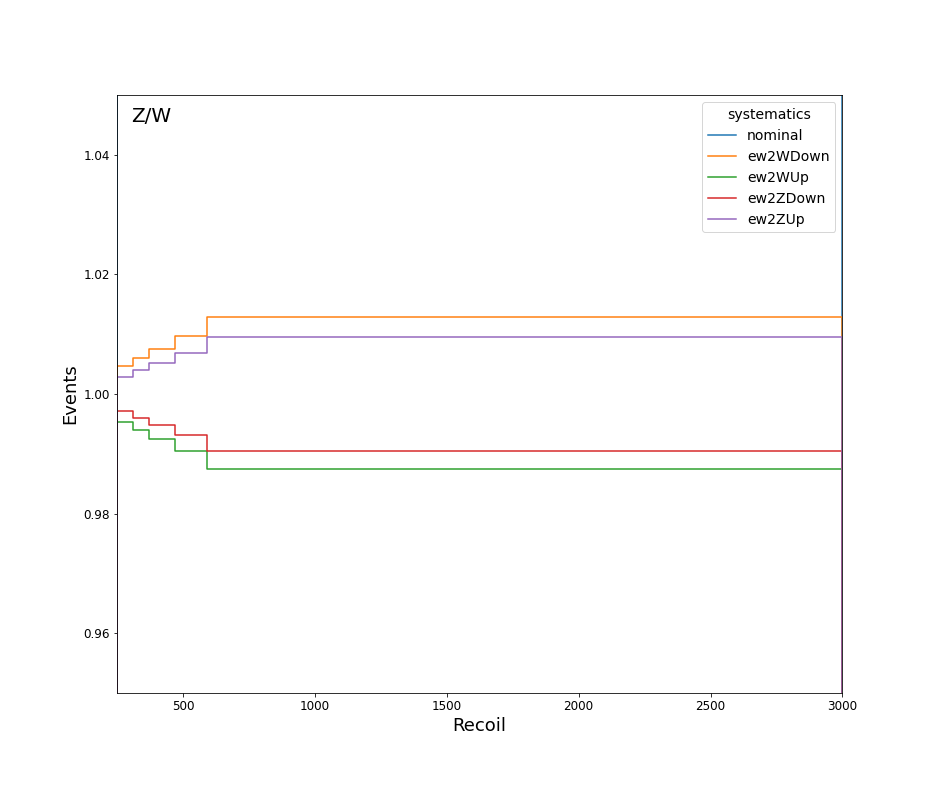 Z/W
systematics
nominal
ew2WDown
ew2WUp
ew2ZDown
ew2ZUp
1.04
1.02
1.00
0.98
0.96
Events
500 1000 1500 2000 2500 3000
Recoil